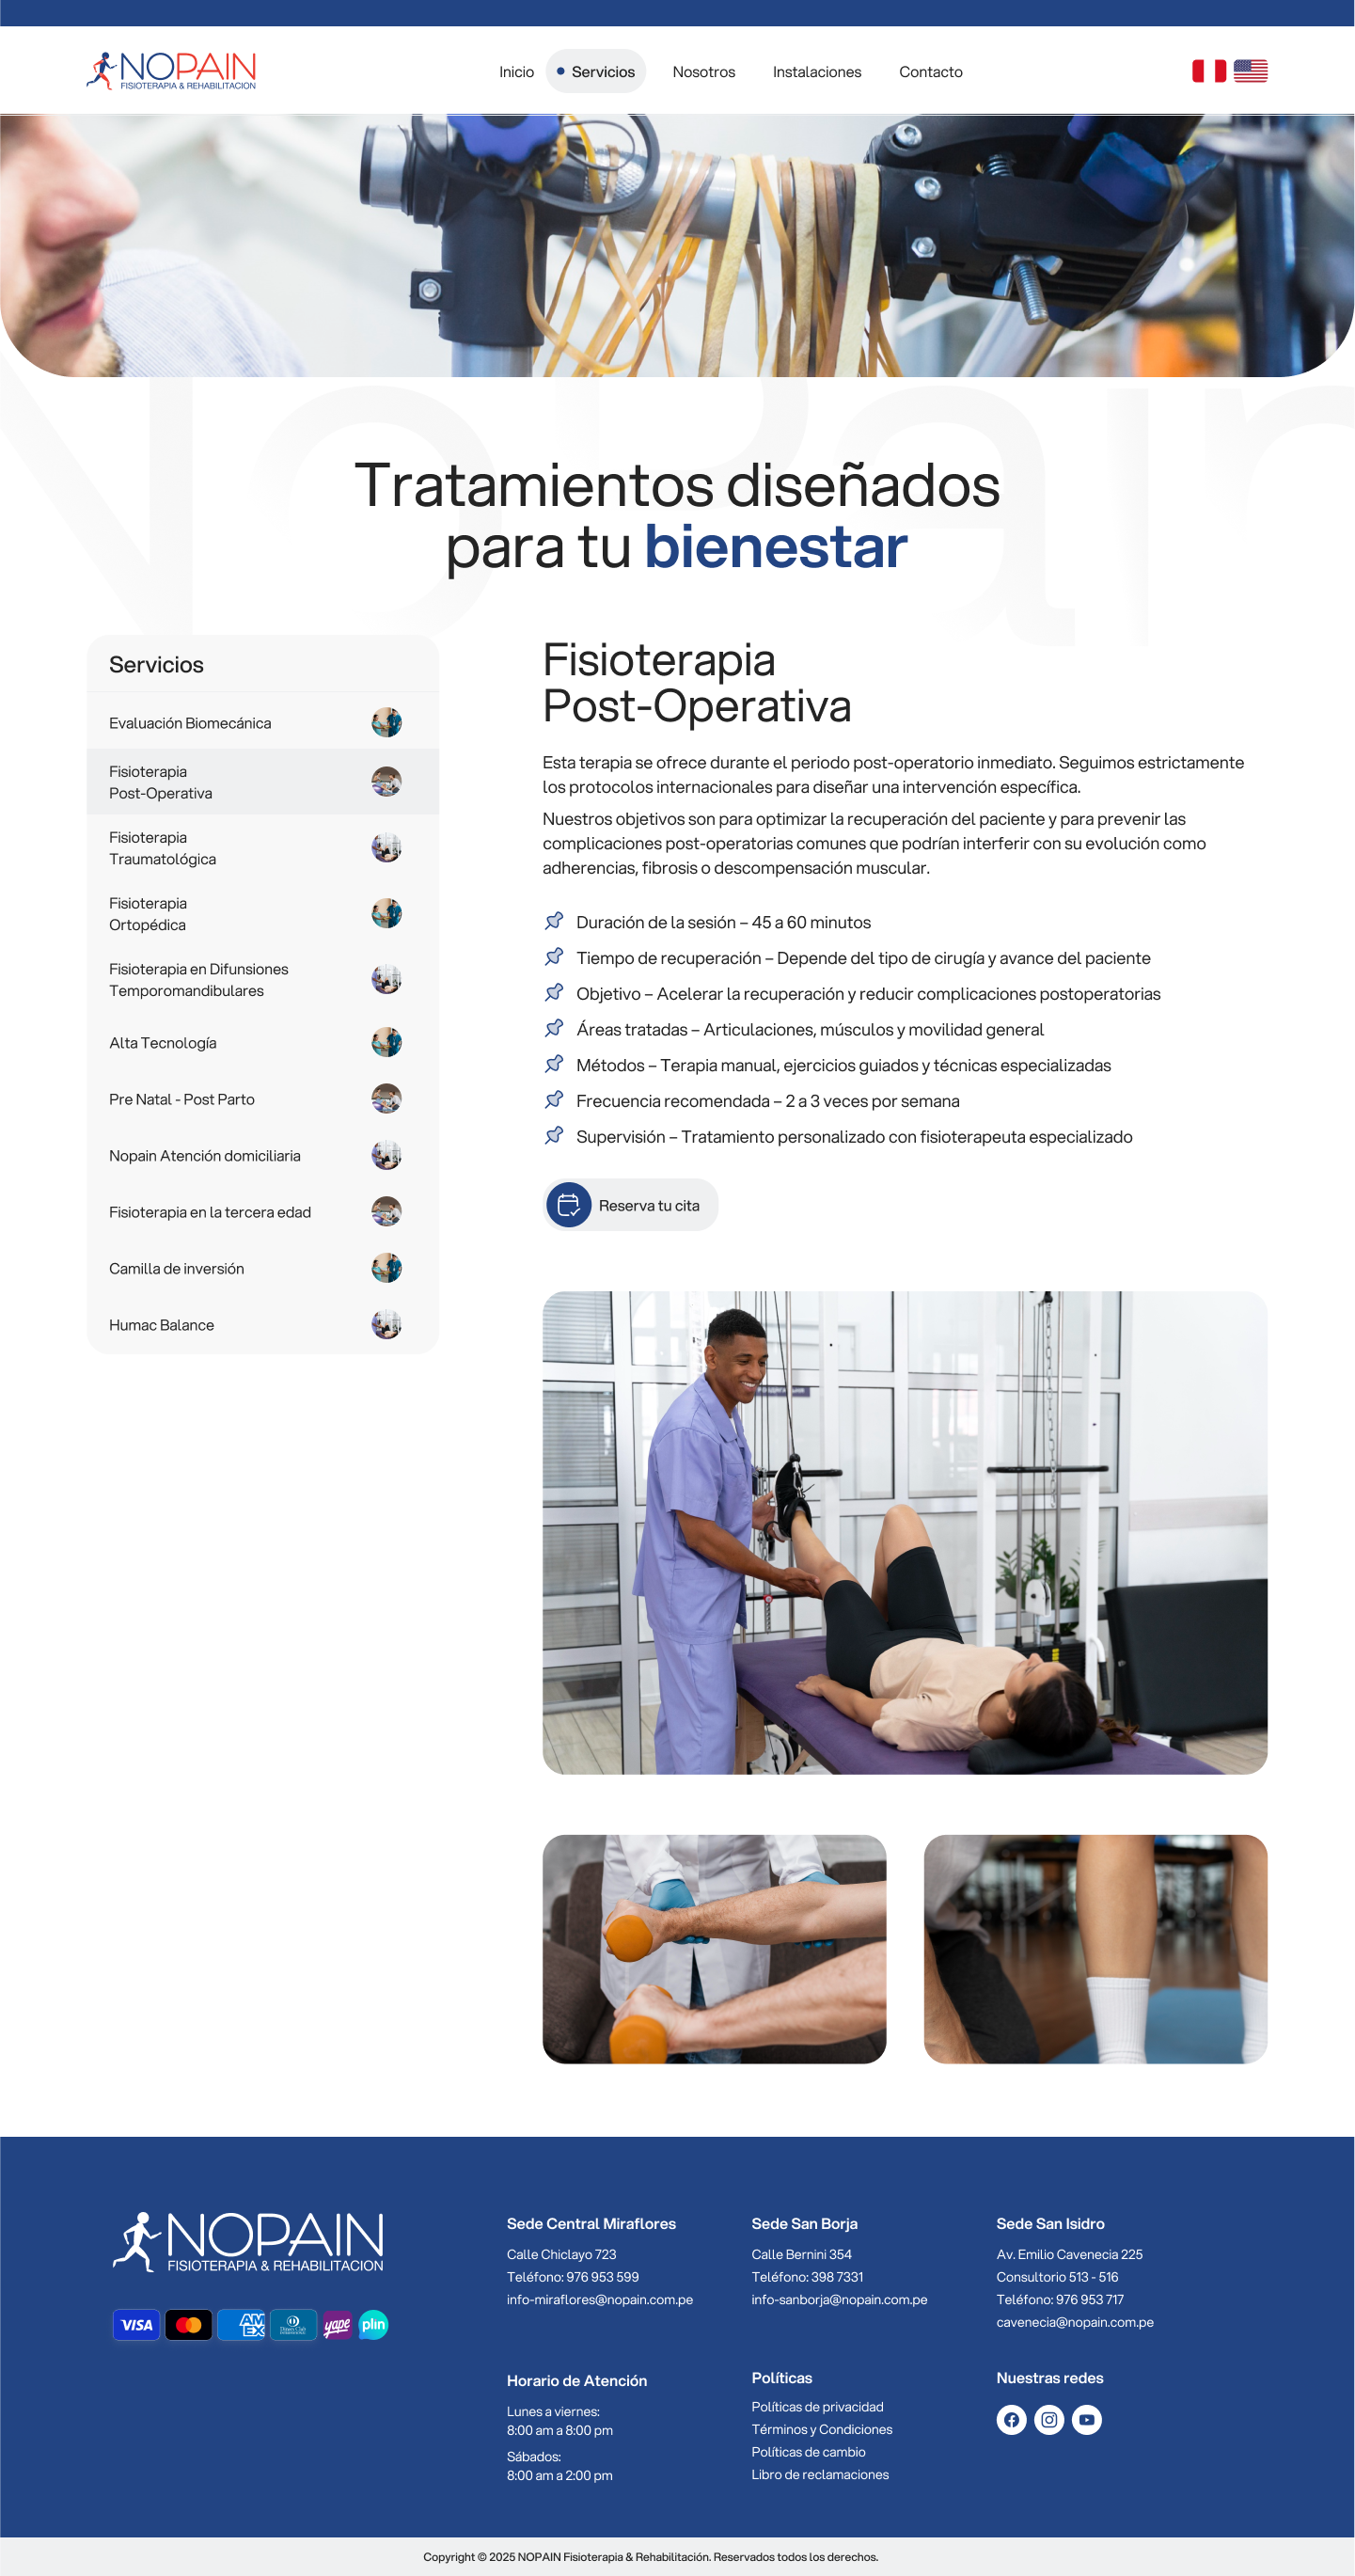 NOPAIN
FISIOTERAPIA & REHABILITACION
Inicio
Servicios
Nosotros
Instalaciones
Contacto
NoPain
Tratamientos diseñados
para tu bienestar
Servicios
Evaluación Biomecánica
Fisioterapia
Post-Operativa
Fisioterapia
Traumatológica
Fisioterapia
Ortopédica
Fisioterapia en Difunsiones
Temporomandibulares
Alta Tecnología
Pre Natal - Post Parto
Nopain Atención domiciliaria
Fisioterapia en la tercera edad
Camilla de inversión
Humac Balance
Fisioterapia
Post-Operativa
Esta terapia se ofrece durante el periodo post-operatorio inmediato. Seguimos estrictamente
los protocolos internacionales para diseñar una intervención específica.
Nuestros objetivos son para optimizar la recuperación del paciente y para prevenir las
complicaciones post-operatorias comunes que podrían interferir con su evolución como
adherencias, fibrosis o descompensación muscular.
Duración de la sesión – 45 a 60 minutos
Tiempo de recuperación – Depende del tipo de cirugía y avance del paciente
Objetivo – Acelerar la recuperación y reducir complicaciones postoperatorias
Áreas tratadas – Articulaciones, músculos y movilidad general
Métodos – Terapia manual, ejercicios guiados y técnicas especializadas
Frecuencia recomendada – 2 a 3 veces por semana
Supervisión – Tratamiento personalizado con fisioterapeuta especializado
Reserva tu cita
NOPAIN
FISIOTERAPIA & REHABILITACION
VISA
AM
EX
Diners Club
yape
plin
Sede Central Miraflores
Calle Chiclayo 723
Teléfono: 976 953 599
info-miraflores@nopain.com.pe
Sede San Borja
Calle Bernini 354
Teléfono: 398 7331
info-sanborja@nopain.com.pe
Sede San Isidro
Av. Emilio Cavenecia 225
Consultorio 513 - 516
Teléfono: 976 953 717
cavenecia@nopain.com.pe
Horario de Atención
Lunes a viernes:
8:00 am a 8:00 pm
Sábados:
8:00 am a 2:00 pm
Políticas
Políticas de privacidad
Términos y Condiciones
Políticas de cambio
Libro de reclamaciones
Nuestras redes
Copyright © 2025 NOPAIN Fisioterapia & Rehabilitación. Reservados todos los derechos.